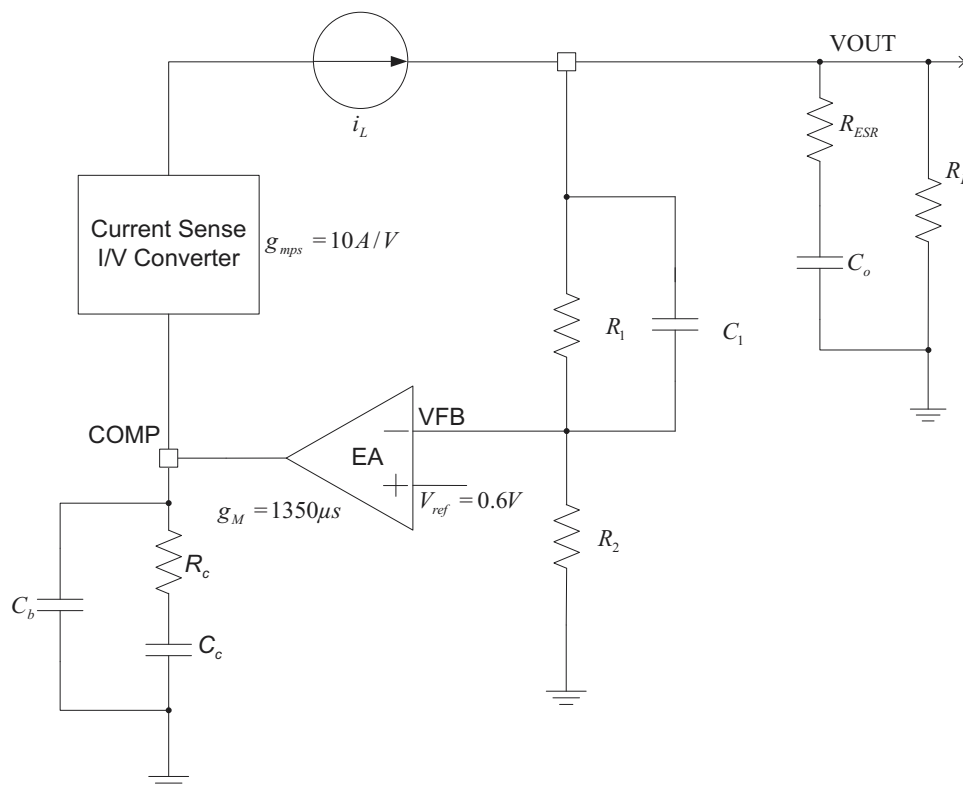 VOUT
i_L
R_ESR
Current Sense
I/V Converter
g_mps = 10A/V
C_o
R_1
C_1
COMP
VFB
EA
g_M = 1350μs
V_ref = 0.6V
R_2
R_c
C_b
C_c